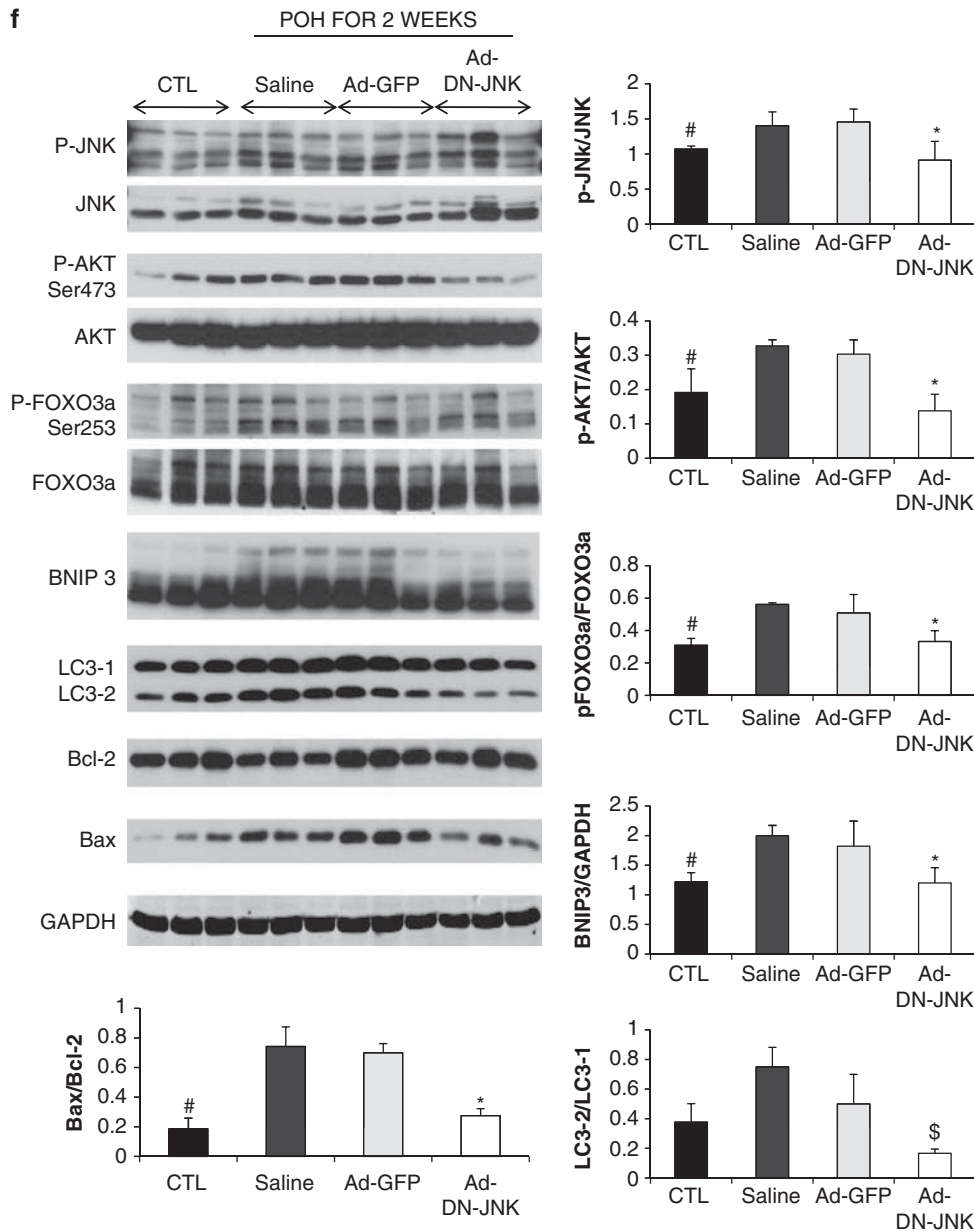 f
POH FOR 2 WEEKS
CTL
Saline
Ad-GFP
Ad-
DN-JNK
P-JNK
JNK
P-AKT
Ser473
AKT
P-FOXO3a
Ser253
FOXO3a
BNIP 3
LC3-1
LC3-2
Bcl-2
Bax
GAPDH
p-JNk/JNK
2
1.5
1
0.5
0
#
*
CTL
Saline
Ad-GFP
Ad-
DN-JNK
p-AKT/AKT
0.4
0.3
0.2
0.1
0
#
*
CTL
Saline
Ad-GFP
Ad-
DN-JNK
pFOXO3a/FOXO3a
0.8
0.6
0.4
0.2
0
#
*
CTL
Saline
Ad-GFP
Ad-
DN-JNK
BNIP3/GAPDH
2.5
2
1.5
1
0.5
0
#
*
CTL
Saline
Ad-GFP
Ad-
DN-JNK
Bax/Bcl-2
1
0.8
0.6
0.4
0.2
0
#
*
CTL
Saline
Ad-GFP
Ad-
DN-JNK
LC3-2/LC3-1
0.8
0.6
0.4
0.2
0
$
CTL
Saline
Ad-GFP
Ad-
DN-JNK